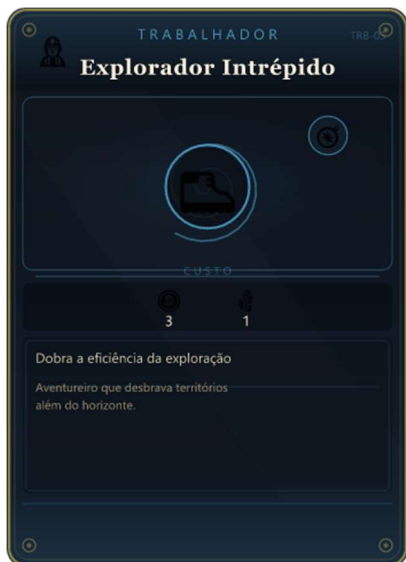 TRABALHADOR
Explorador Intrépido
CUSTO
3 1
Dobra a eficiência da exploração
Aventureiro que desbrava territórios
além do horizonte.